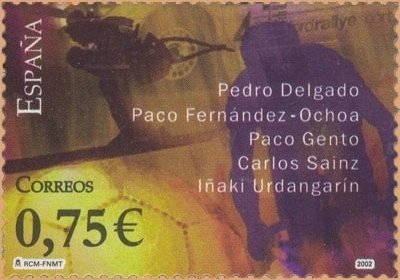 ESPAÑA
Pedro Delgado
Paco Fernández-Ochoa
Paco Gento
Carlos Sainz
Iñaki Urdangarín
CORREOS
0,75€
RCM-FNMT
2002